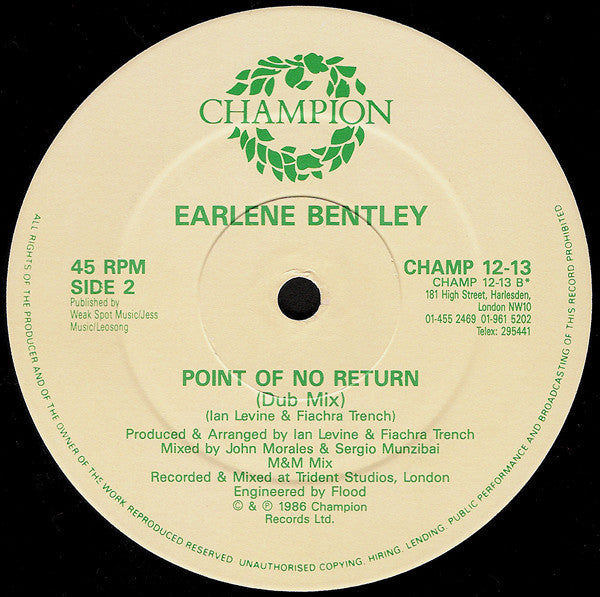 CHAMPION
EARLENE BENTLEY
45 RPM
SIDE 2
Published by
Weak Spot Music/Jess
Music/Leosong
CHAMP 12-13
CHAMP 12-13 B*
181 High Street, Harlesden,
London NW10
01-455 2469 01-961 5202
Telex: 295441
POINT OF NO RETURN
(Dub Mix)
(Ian Levine & Fiachra Trench)
Produced & Arranged by Ian Levine & Fiachra Trench
Mixed by John Morales & Sergio Munzibai
M&M Mix
Recorded & Mixed at Trident Studios, London
Engineered by Flood
© & ℗ 1986 Champion
Records Ltd.
ALL RIGHTS OF THE PRODUCER AND OF THE OWNER OF THE WORK REPRODUCED RESERVED. UNAUTHORISED COPYING, HIRING, LENDING, PUBLIC PERFORMANCE AND BROADCASTING OF THIS RECORD PROHIBITED